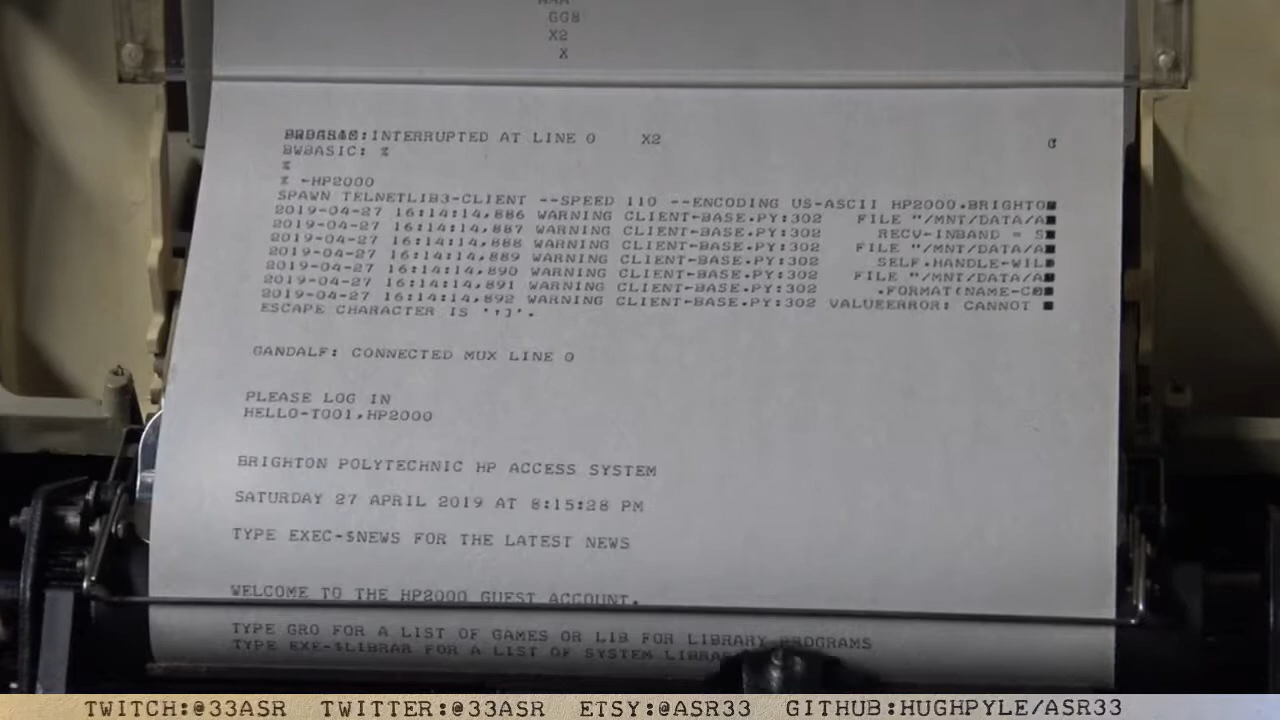 GG8
X2
X
INTERRUPTED AT LINE 0 X2
BWBASIC: %
%
% ←HP2000
SPAWN TELNETLIB3-CLIENT --SPEED 110 --ENCODING US-ASCII HP2000.BRIGHTO
2019-04-27 16:14:14,886 WARNING CLIENT←BASE.PY:302 FILE "/MNT/DATA/A
2019-04-27 16:14:14,887 WARNING CLIENT←BASE.PY:302 RECV←INBAND = S
2019-04-27 16:14:14,888 WARNING CLIENT←BASE.PY:302 FILE "/MNT/DATA/A
2019-04-27 16:14:14,889 WARNING CLIENT←BASE.PY:302 SELF.HANDLE←WIL
2019-04-27 16:14:14,890 WARNING CLIENT←BASE.PY:302 FILE "/MNT/DATA/A
2019-04-27 16:14:14,891 WARNING CLIENT←BASE.PY:302 .FORMAT(NAME←CO
2019-04-27 16:14:14,892 WARNING CLIENT←BASE.PY:302 VALUEERROR: CANNOT
ESCAPE CHARACTER IS '↑]'.
GANDALF: CONNECTED MUX LINE 0
PLEASE LOG IN
HELLO-T001,HP2000
BRIGHTON POLYTECHNIC HP ACCESS SYSTEM
SATURDAY 27 APRIL 2019 AT 8:15:28 PM
TYPE EXEC-$NEWS FOR THE LATEST NEWS
WELCOME TO THE HP2000 GUEST ACCOUNT.
TYPE GRO FOR A LIST OF GAMES OR LIB FOR LIBRARY PROGRAMS
TYPE EXE-$LIBRAR FOR A LIST OF SYSTEM LIBRA
TWITCH:@33ASR TWITTER:@33ASR ETSY:@ASR33 GITHUB:HUGHPYLE/ASR33